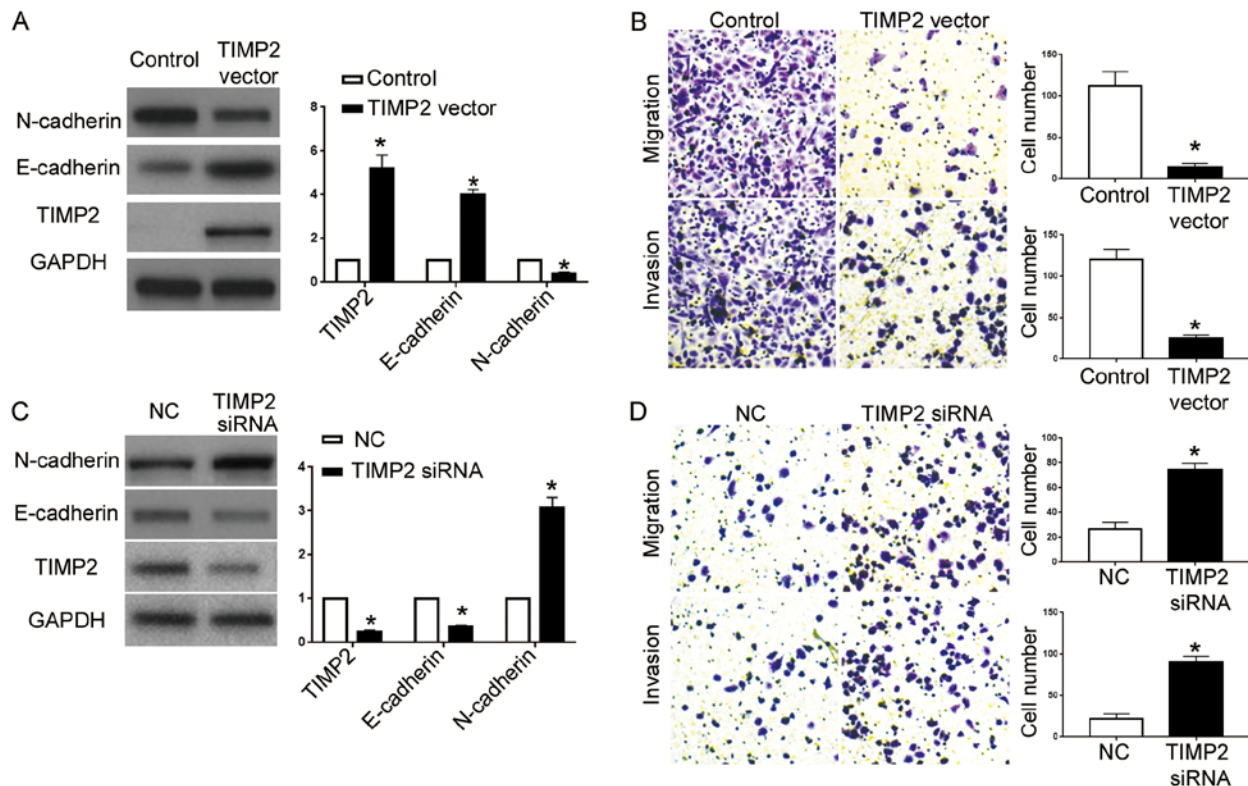 A
Control
TIMP2
vector
N-cadherin
E-cadherin
TIMP2
GAPDH
Control
TIMP2 vector
8
6
4
2
0
*
*
*
TIMP2
E-cadherin
N-cadherin
B
Control
TIMP2 vector
Migration
Invasion
Cell number
150
100
50
0
*
Control
TIMP2
vector
Cell number
150
100
50
0
*
Control
TIMP2
vector
C
NC
TIMP2
siRNA
N-cadherin
E-cadherin
TIMP2
GAPDH
NC
TIMP2 siRNA
4
3
2
1
0
*
*
*
TIMP2
E-cadherin
N-cadherin
D
NC
TIMP2 siRNA
Migration
Invasion
Cell number
100
80
60
40
20
0
*
NC
TIMP2
siRNA
Cell number
150
100
50
0
*
NC
TIMP2
siRNA